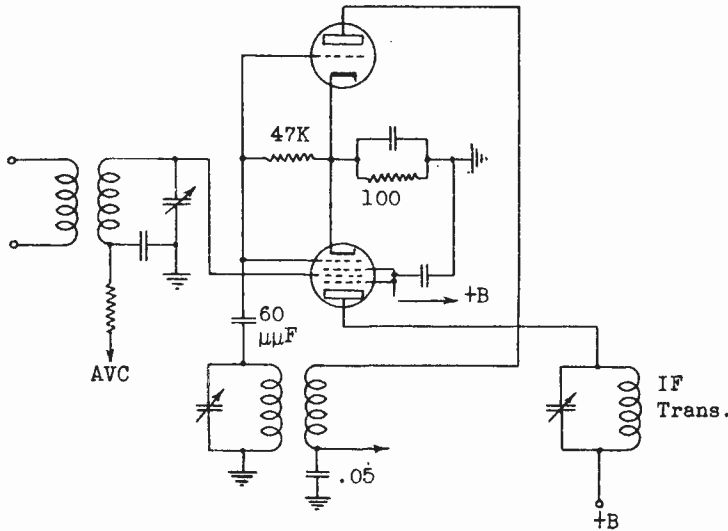 47K
100
+B
60
μμF
AVC
IF
Trans.
.05
+B